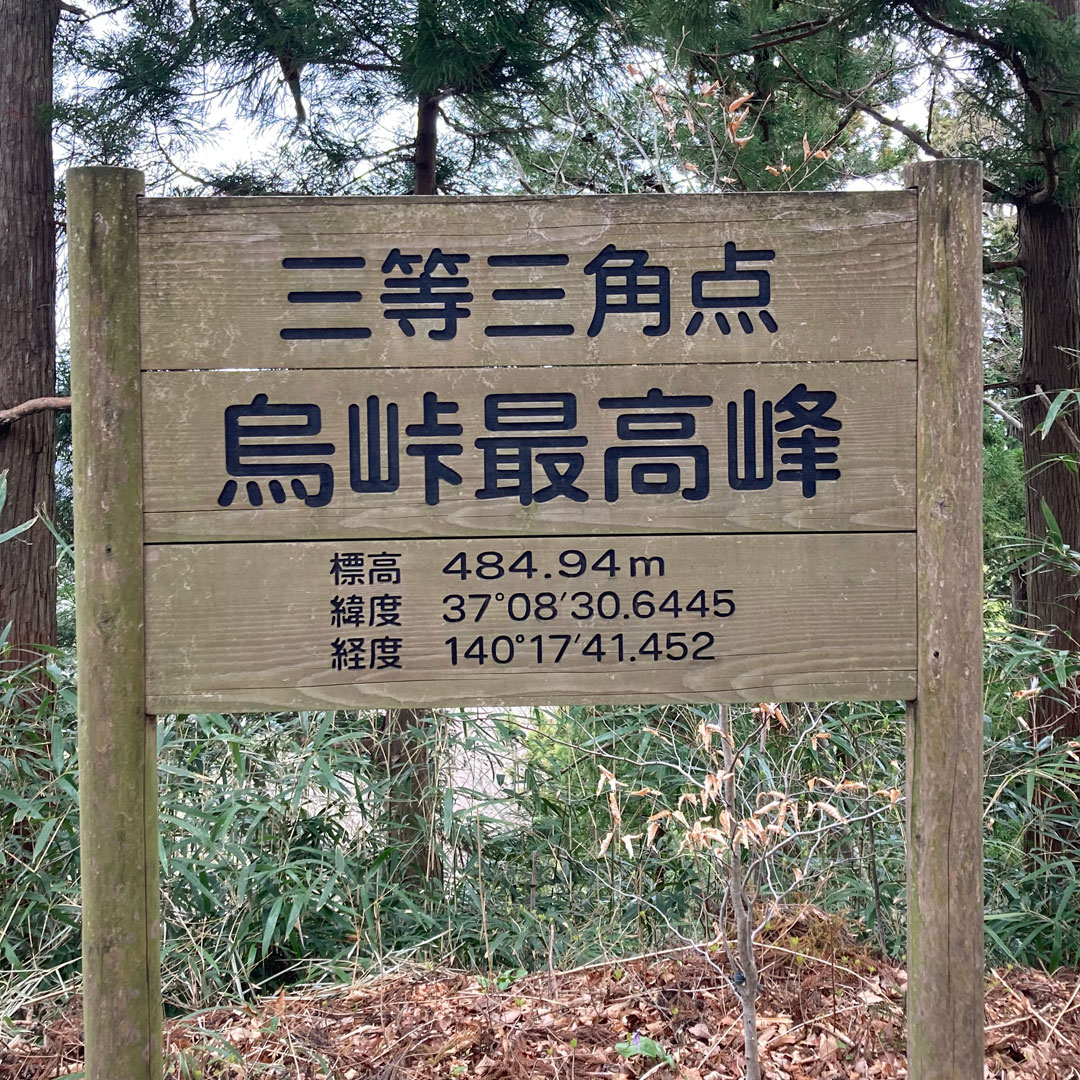 三等三角点
烏峠最高峰
標高 484.94m
緯度 37°08′30.6445
経度 140°17′41.452